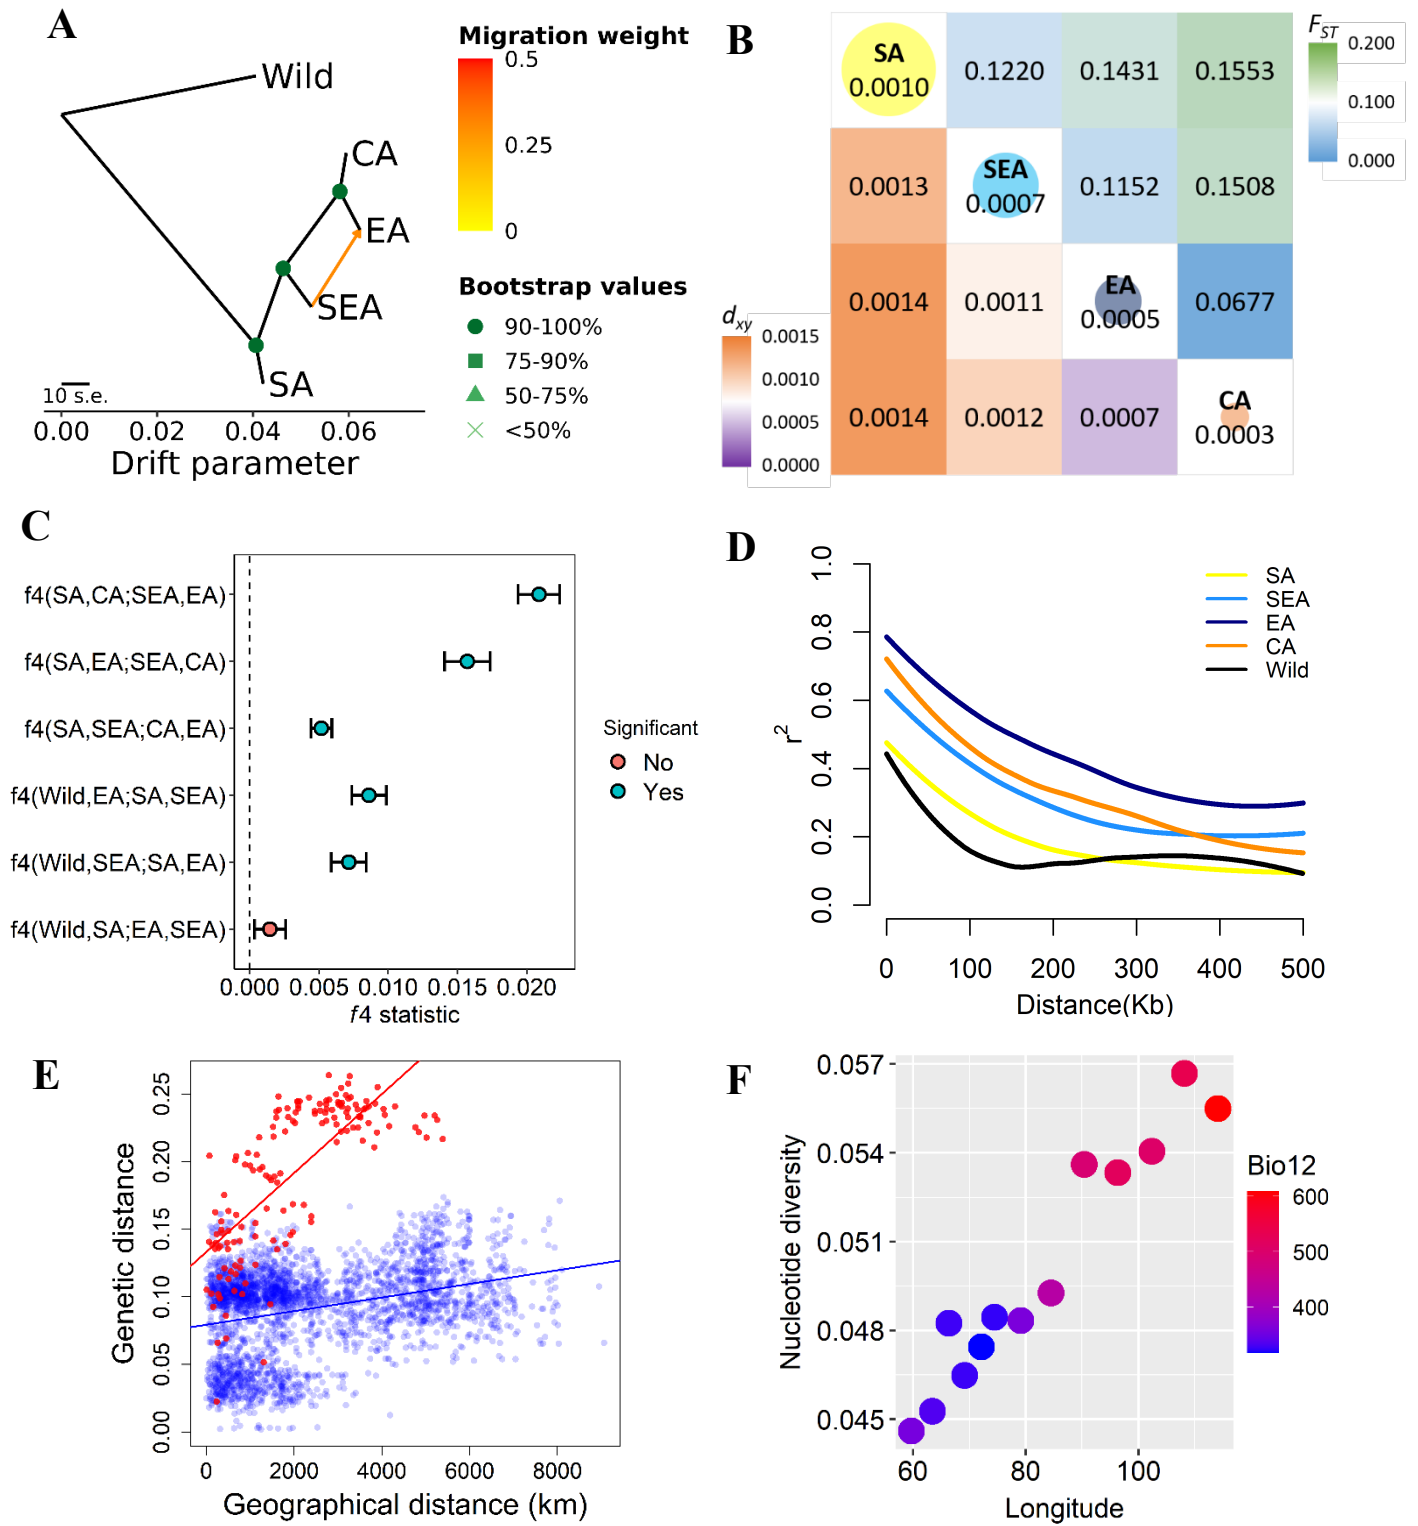 A
Wild
CA
EA
SEA
SA
10 s.e.
0.00 0.02 0.04 0.06
Drift parameter
Migration weight
0.5
0.25
0
Bootstrap values
90-100%
75-90%
50-75%
<50%
B
SA
0.0010 0.1220 0.1431 0.1553
0.0013 SEA 0.0007 0.1152 0.1508
0.0014 0.0011 EA 0.0005 0.0677
0.0014 0.0012 0.0007 CA 0.0003
FST
0.200
0.100
0.000
dxy
0.0015
0.0010
0.0005
0.0000
C
f4(SA,CA;SEA,EA)
f4(SA,EA;SEA,CA)
f4(SA,SEA;CA,EA)
f4(Wild,EA;SA,SEA)
f4(Wild,SEA;SA,EA)
f4(Wild,SA;EA,SEA)
0.000 0.005 0.010 0.015 0.020
f4 statistic
Significant
No
Yes
D
r2
1.0
0.8
0.6
0.4
0.2
0.0
0 100 200 300 400 500
Distance(Kb)
SA
SEA
EA
CA
Wild
E
Genetic distance
0.25
0.20
0.15
0.10
0.05
0.00
0 2000 4000 6000 8000
Geographical distance (km)
F
Nucleotide diversity
0.057
0.054
0.051
0.048
0.045
60 80 100
Longitude
Bio12
600
500
400